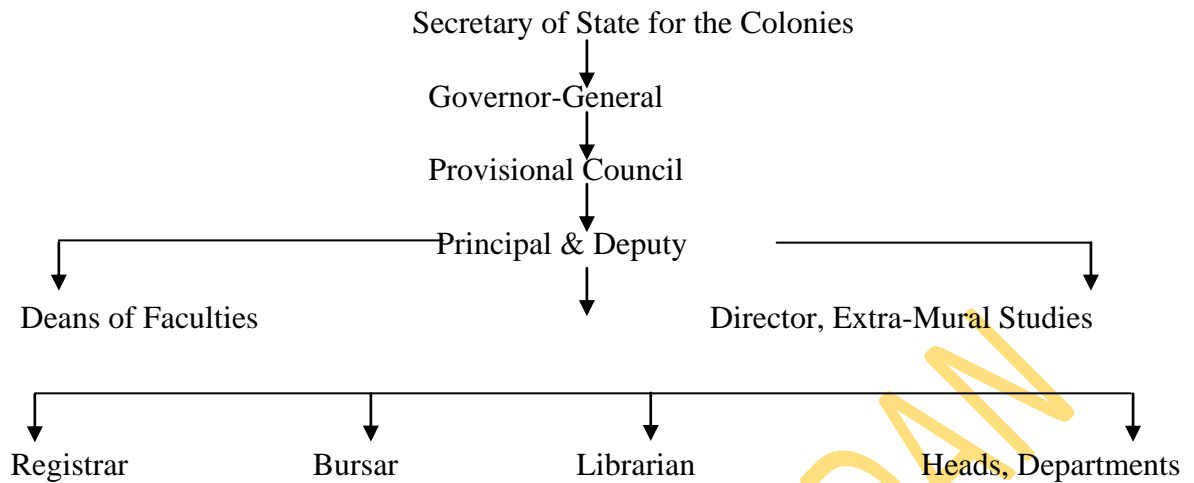 Secretary of State for the Colonies
Governor-General
Provisional Council
Principal & Deputy
Deans of Faculties
Director, Extra-Mural Studies
Registrar
Bursar
Librarian
Heads, Departments
DAN